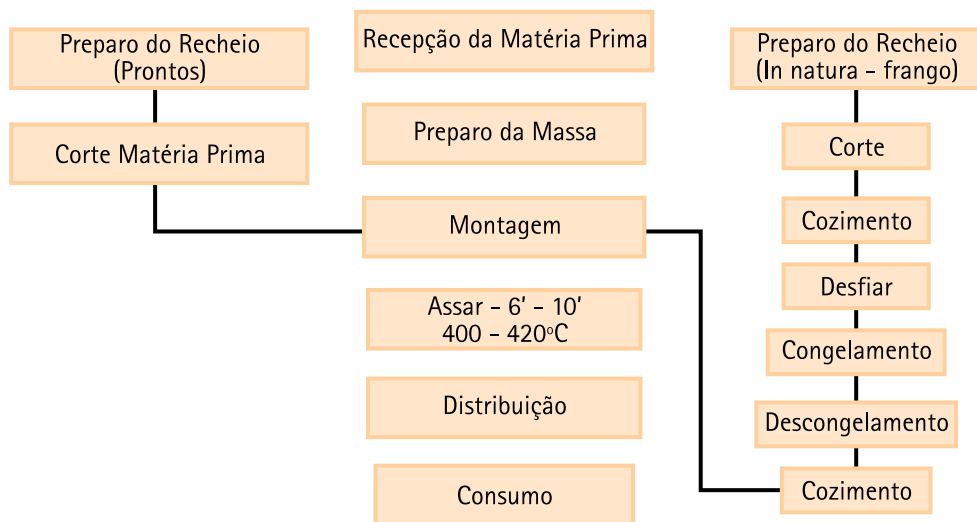 Preparo do Recheio
(Prontos)
Corte Matéria Prima
Recepção da Matéria Prima
Preparo da Massa
Montagem
Assar - 6' - 10'
400 - 420ºC
Distribuição
Consumo
Preparo do Recheio
(In natura - frango)
Corte
Cozimento
Desfiar
Congelamento
Descongelamento
Cozimento